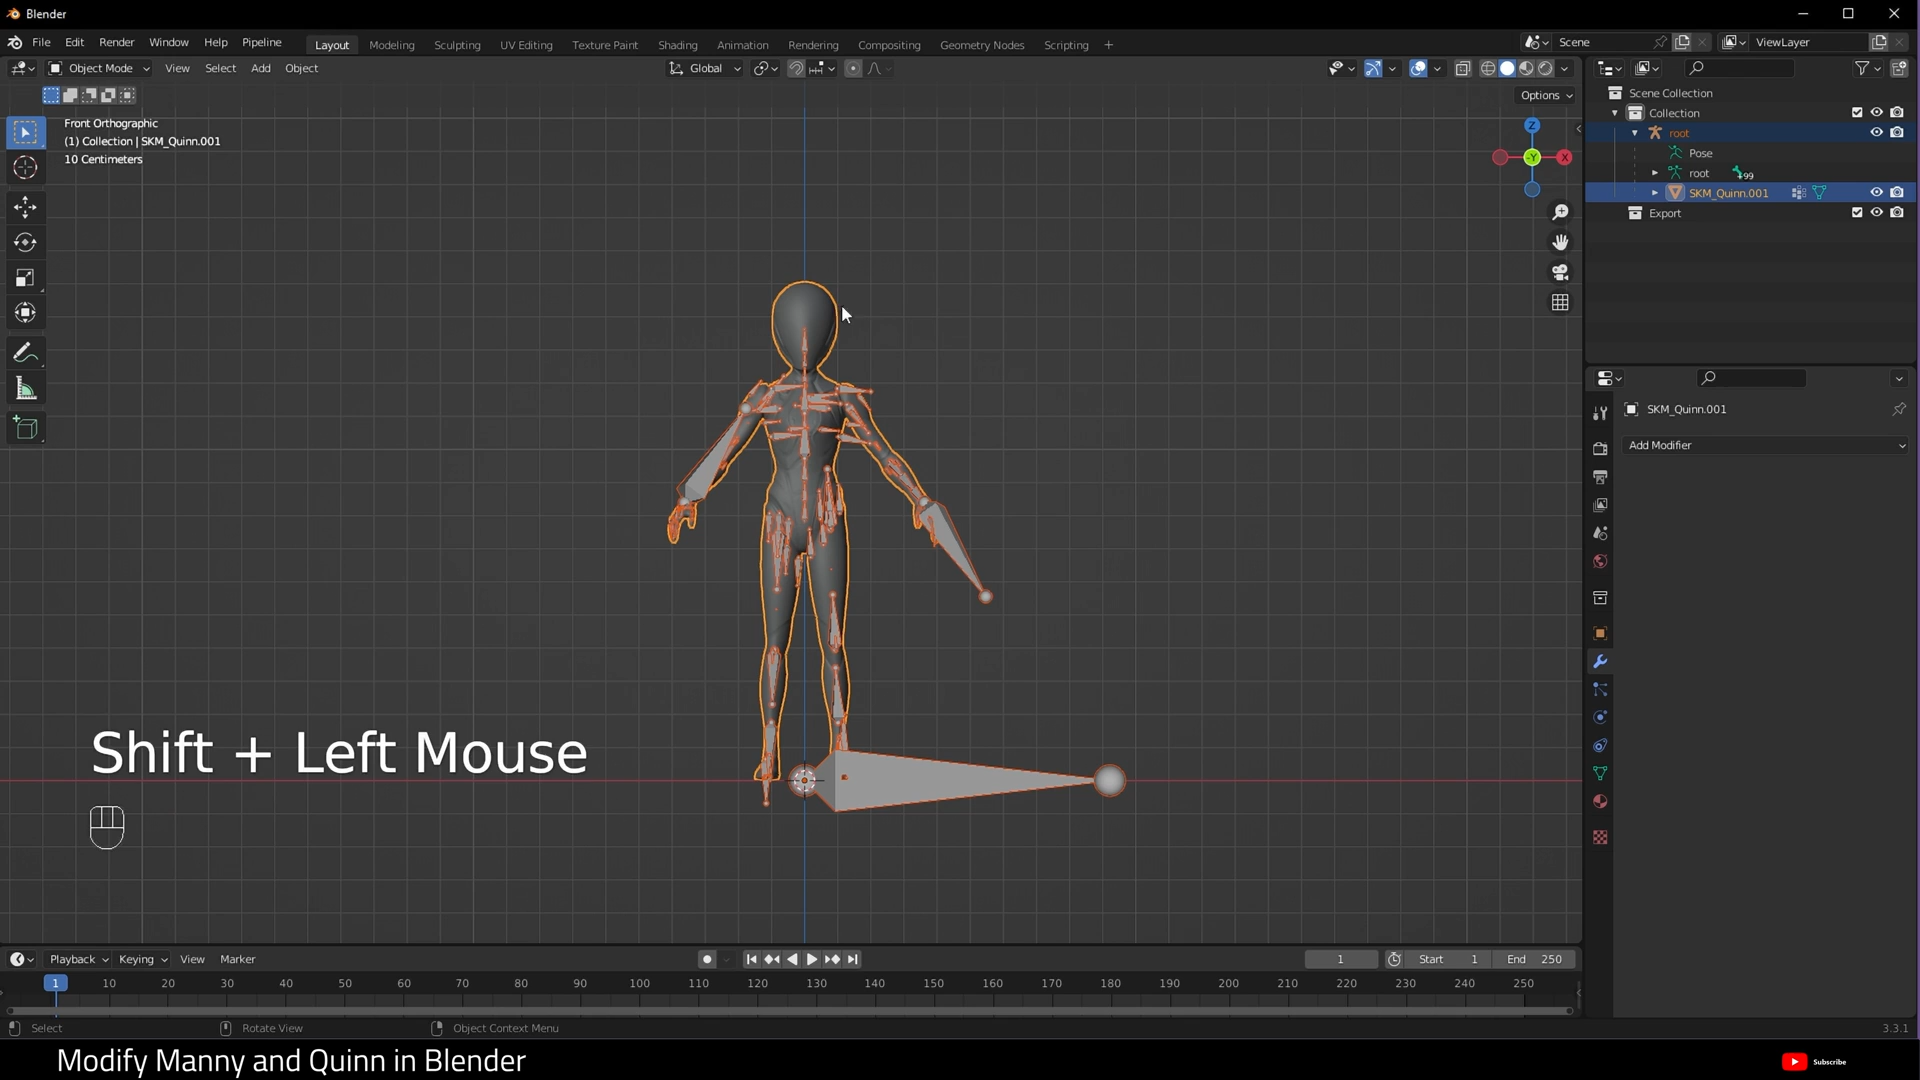 Blender
File Edit Render Window Help Pipeline Layout Modeling Sculpting UV Editing Texture Paint Shading Animation Rendering Compositing Geometry Nodes Scripting + Scene ViewLayer
Object Mode View Select Add Object Global
Options
Front Orthographic
(1) Collection | SKM_Quinn.001
10 Centimeters
Z
-Y
X
Scene Collection
Collection
root
Pose
root 99
SKM_Quinn.001
Export
SKM_Quinn.001
Add Modifier
Shift + Left Mouse
Playback Keying View Marker 1 Start 1 End 250
1 10 20 30 40 50 60 70 80 90 100 110 120 130 140 150 160 170 180 190 200 210 220 230 240 250
Select Rotate View Object Context Menu 3.3.1
Modify Manny and Quinn in Blender
Subscribe